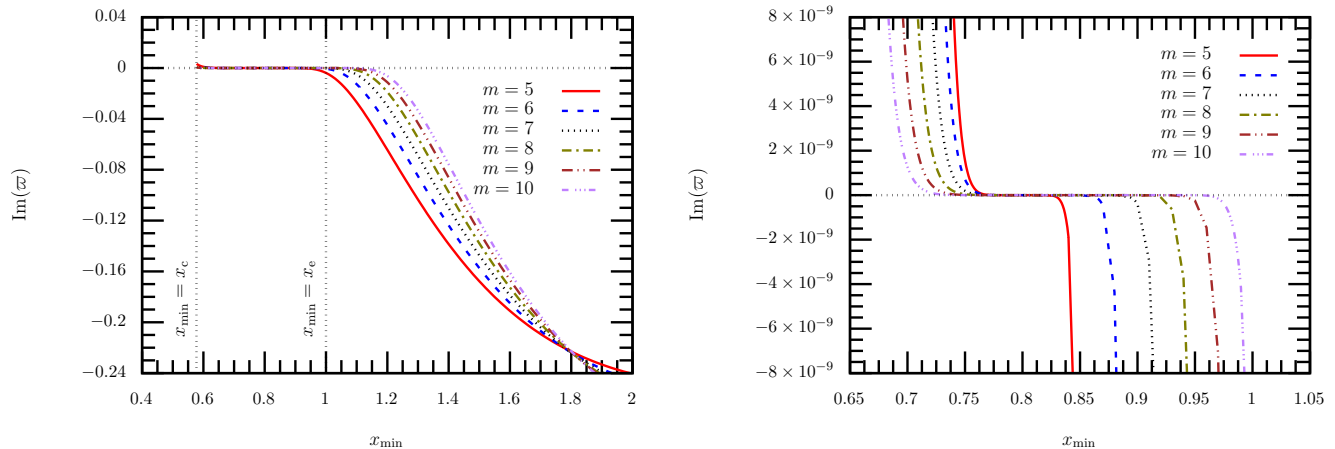 0.04
0
−0.04
−0.08
−0.12
−0.16
−0.2
−0.24
0.4
0.6
0.8
1
1.2
1.4
1.6
1.8
2
Im(ϖ)
x_min
x_min = x_c
x_min = x_e
m = 5
m = 6
m = 7
m = 8
m = 9
m = 10
8 × 10⁻⁹
6 × 10⁻⁹
4 × 10⁻⁹
2 × 10⁻⁹
0
−2 × 10⁻⁹
−4 × 10⁻⁹
−6 × 10⁻⁹
−8 × 10⁻⁹
0.65
0.7
0.75
0.8
0.85
0.9
0.95
1
1.05
Im(ϖ)
x_min
m = 5
m = 6
m = 7
m = 8
m = 9
m = 10